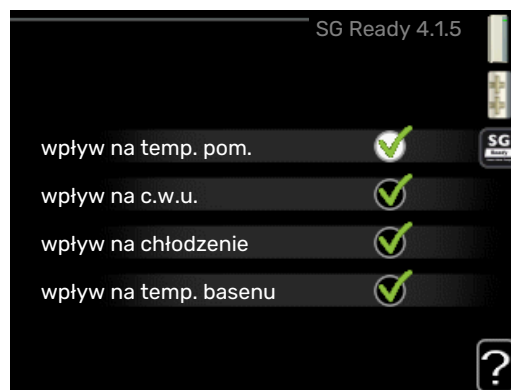 SG Ready 4.1.5
SG
Ready
wpływ na temp. pom.
wpływ na c.w.u.
wpływ na chłodzenie
wpływ na temp. basenu
?